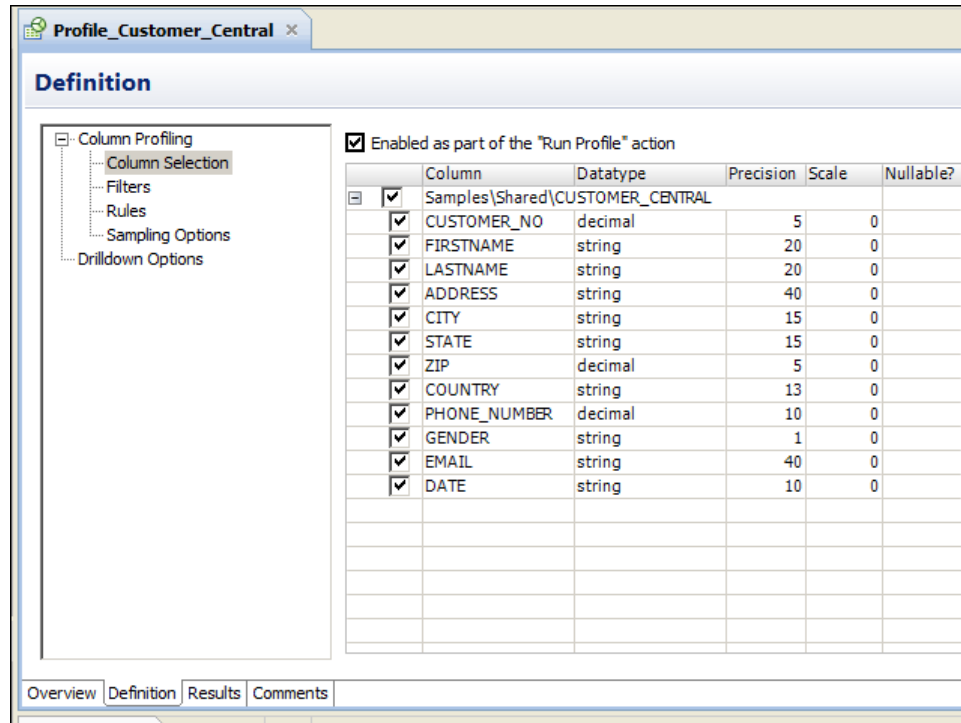 Profile_Customer_Central
Definition
Column Profiling
Column Selection
Filters
Rules
Sampling Options
Drilldown Options
Enabled as part of the "Run Profile" action
Column Datatype Precision Scale Nullable?
Samples\Shared\CUSTOMER_CENTRAL
CUSTOMER_NO decimal 5 0
FIRSTNAME string 20 0
LASTNAME string 20 0
ADDRESS string 40 0
CITY string 15 0
STATE string 15 0
ZIP decimal 5 0
COUNTRY string 13 0
PHONE_NUMBER decimal 10 0
GENDER string 1 0
EMAIL string 40 0
DATE string 10 0
Overview Definition Results Comments